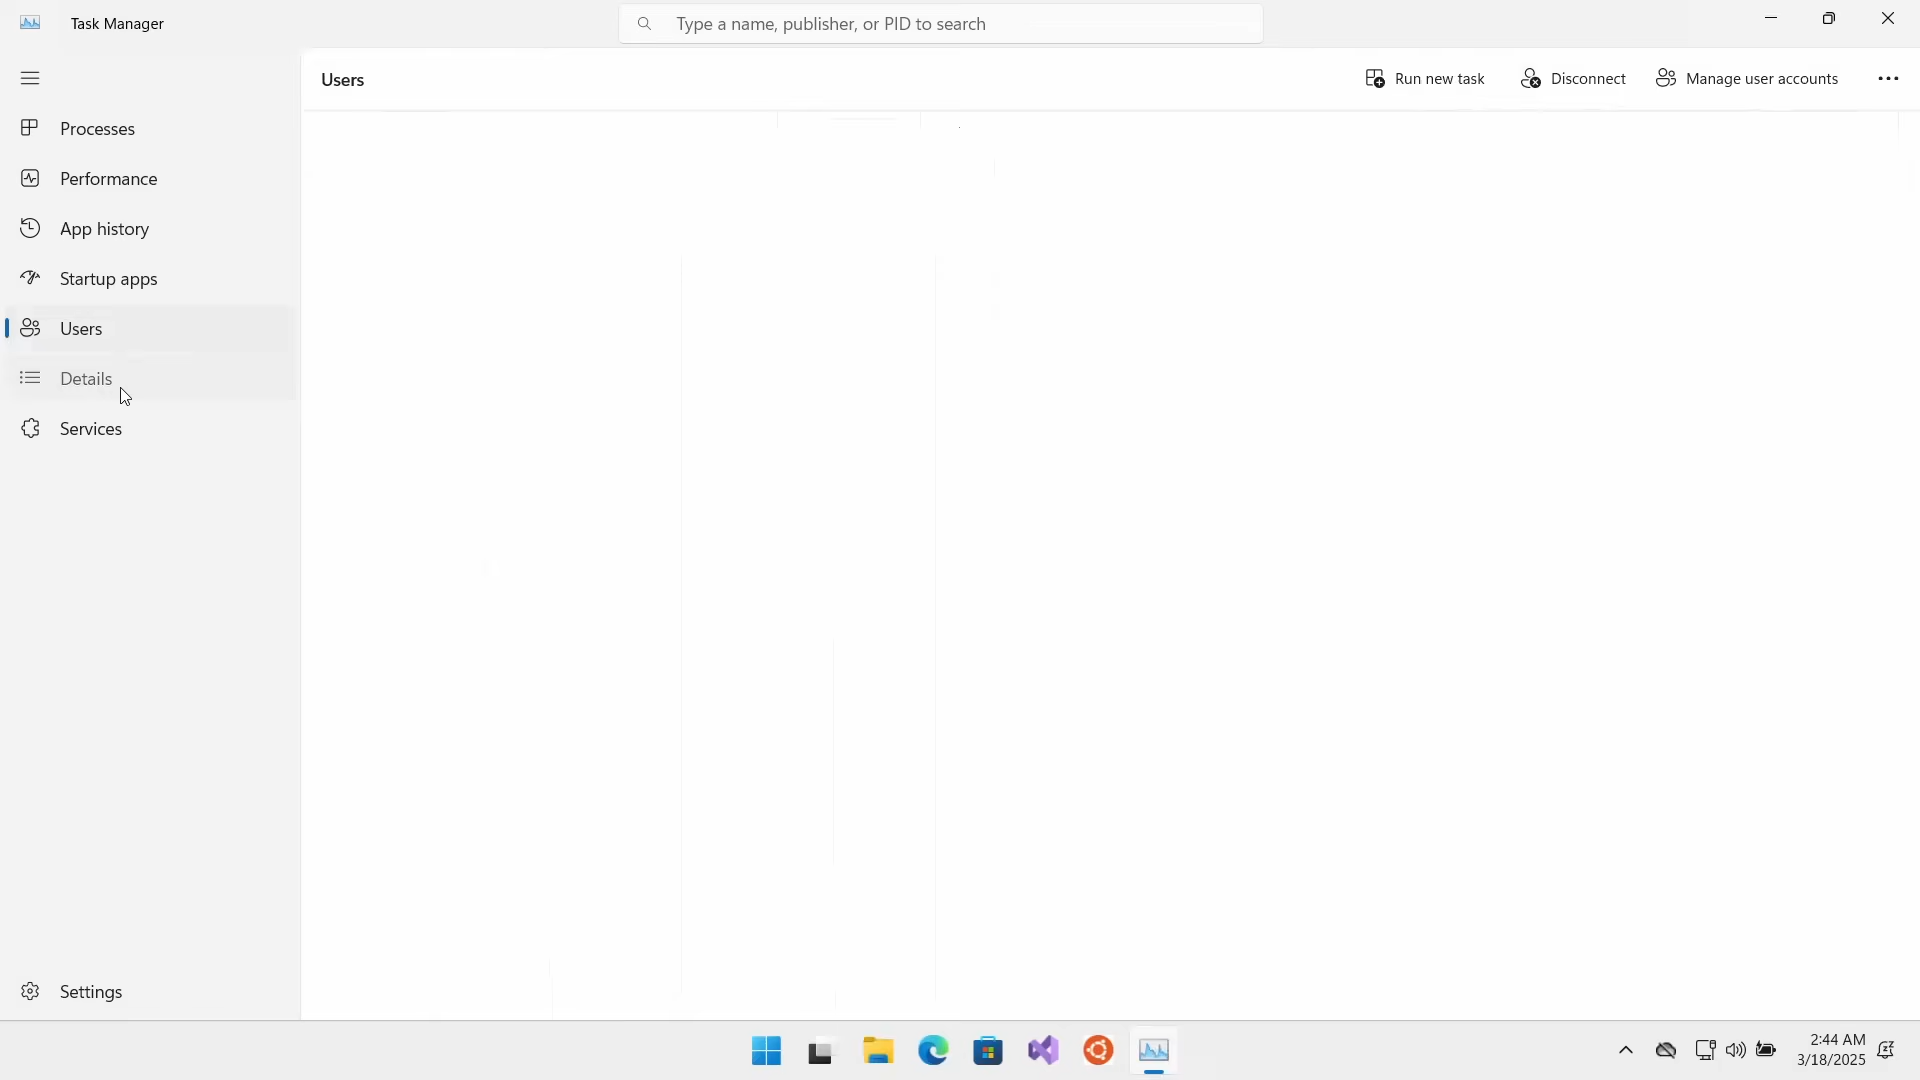 Task Manager
Type a name, publisher, or PID to search
Users
Run new task
Disconnect
Manage user accounts
Processes
Performance
App history
Startup apps
Users
Details
Services
Settings
2:44 AM
3/18/2025